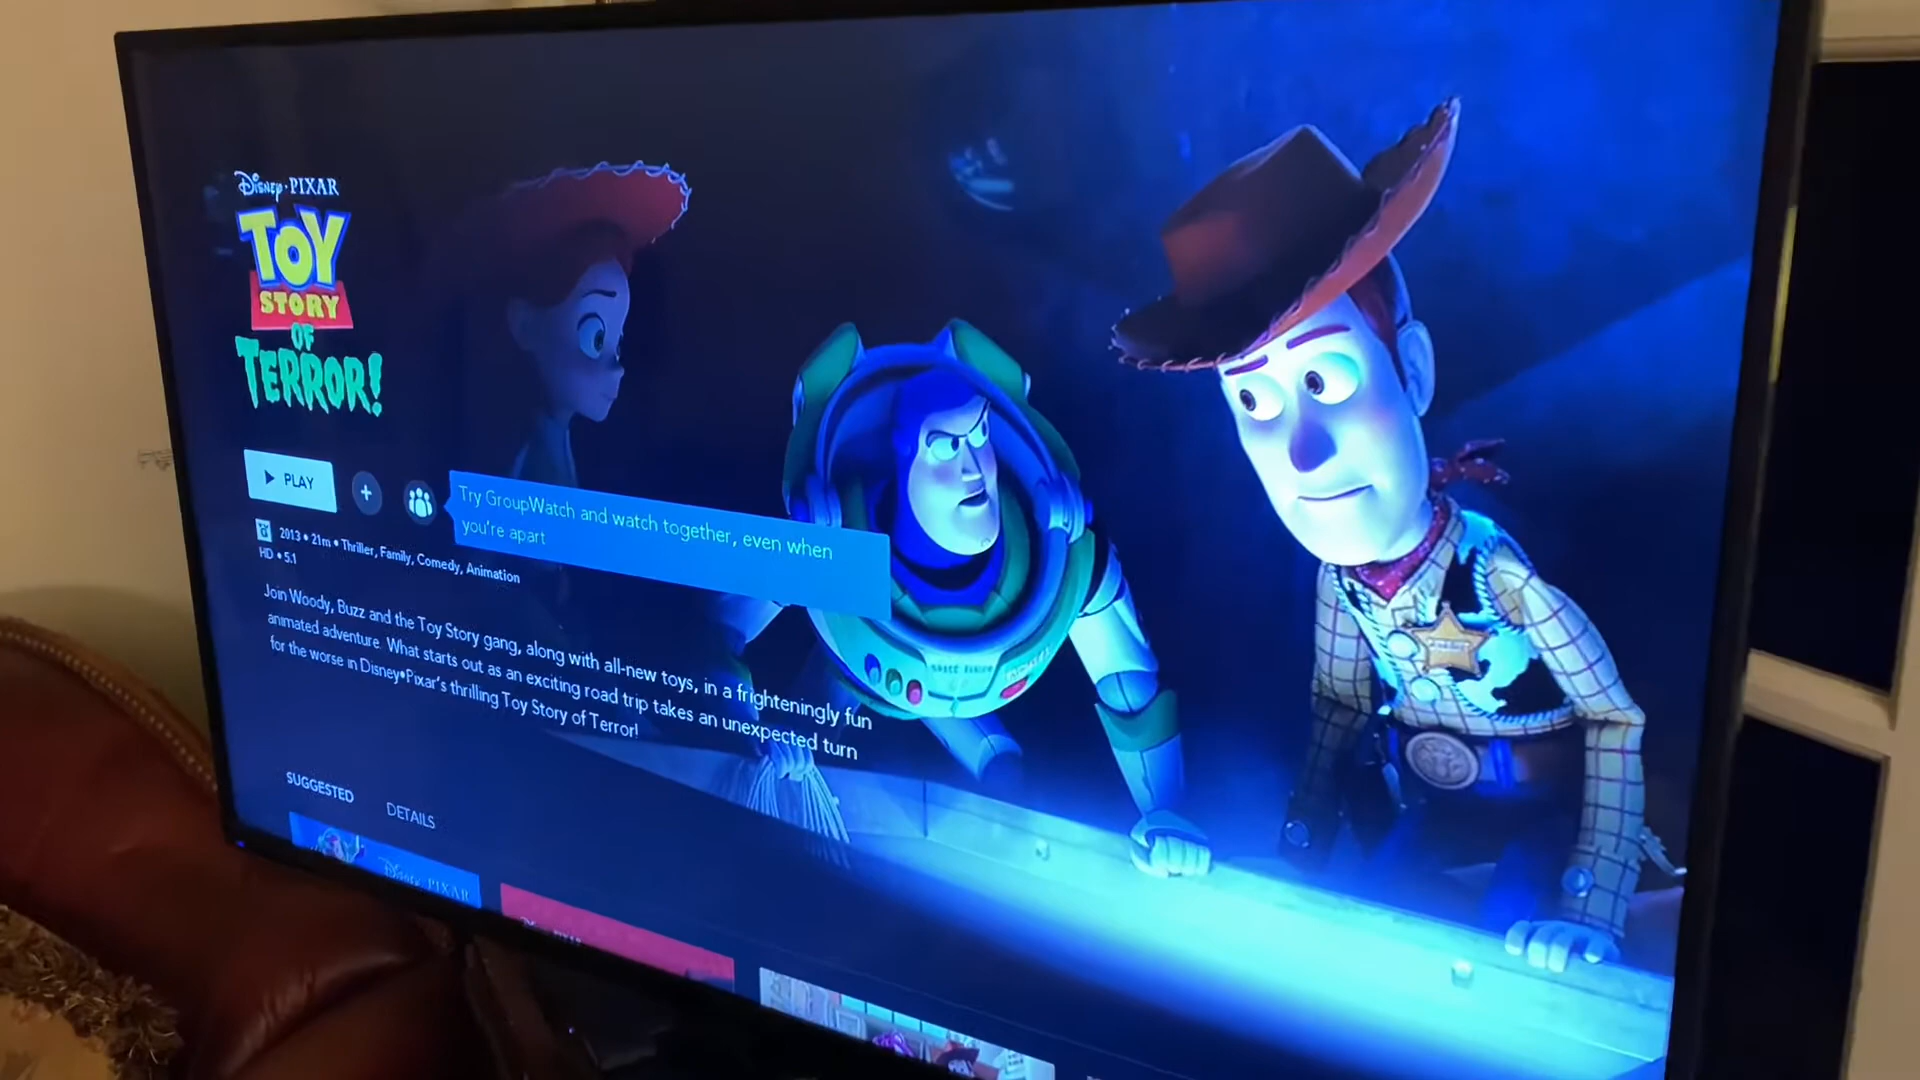 Disney·PIXAR
TOY
STORY
OF
TERROR!
PLAY
Try GroupWatch and watch together, even when
you're apart
2013 • 21m • Thriller, Family, Comedy, Animation
HD • 5.1
Join Woody, Buzz and the Toy Story gang, along with all-new toys, in a frighteningly fun
animated adventure. What starts out as an exciting road trip takes an unexpected turn
for the worse in Disney•Pixar's thrilling Toy Story of Terror!
SUGGESTED
DETAILS
Disney PIXAR